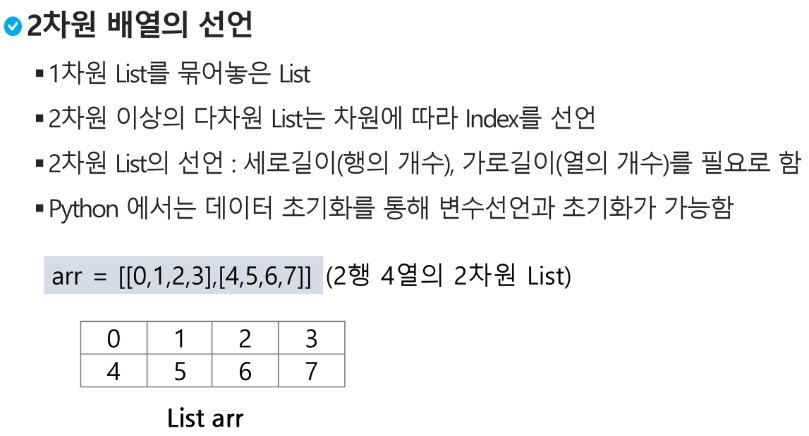 2차원 배열의 선언
▪1차원 List를 묶어놓은 List
▪2차원 이상의 다차원 List는 차원에 따라 Index를 선언
▪2차원 List의 선언 : 세로길이(행의 개수), 가로길이(열의 개수)를 필요로 함
▪Python 에서는 데이터 초기화를 통해 변수선언과 초기화가 가능함
arr = [[0,1,2,3],[4,5,6,7]] (2행 4열의 2차원 List)
0 1 2 3
4 5 6 7
List arr